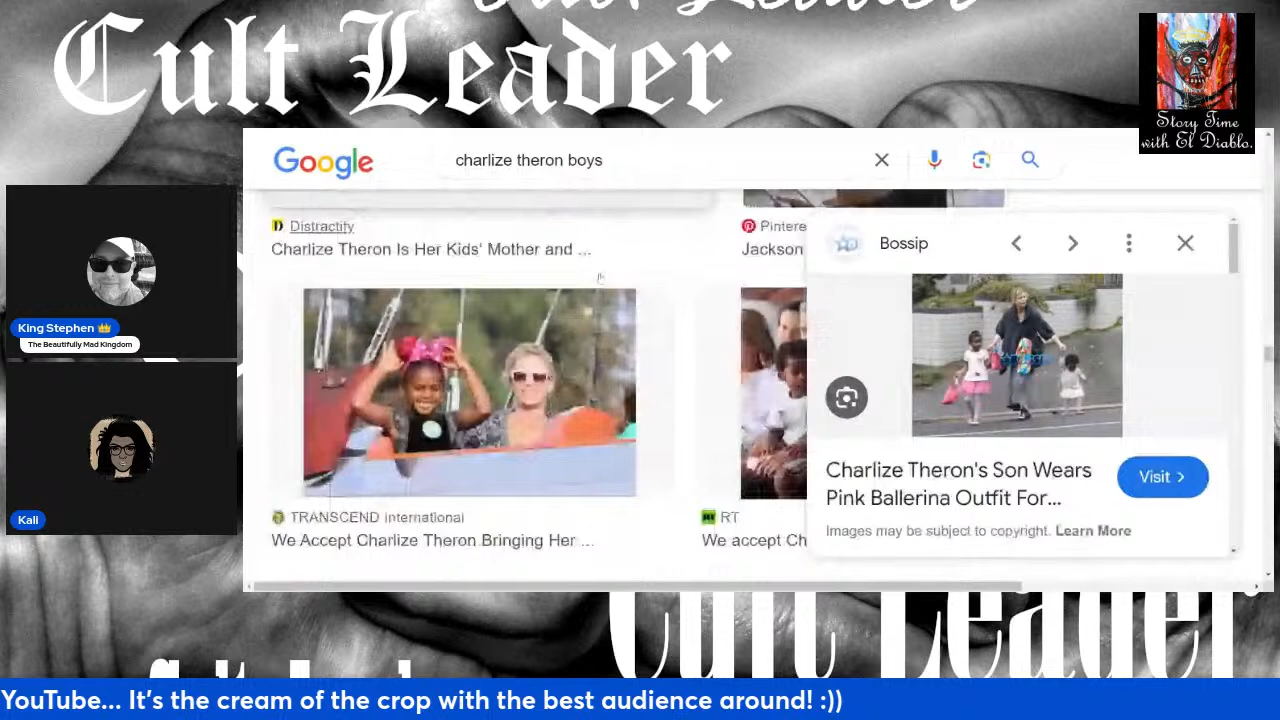 Cult Leader
Cult Leader
Story Time
with El Diablo.
Google
charlize theron boys
Distractify
Charlize Theron Is Her Kids' Mother and ...
Pintere
Jackson
Bossip
King Stephen
The Beautifully Mad Kingdom
Kali
TRANSCEND International
We Accept Charlize Theron Bringing Her ...
RT
We accept Ch
Charlize Theron's Son Wears
Pink Ballerina Outfit For...
Visit
Images may be subject to copyright. Learn More
Cult Leader
YouTube... It's the cream of the crop with the best audience around! :))